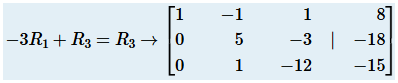 1 −1 1 8
−3R₁ + R₃ = R₃ → 0 5 −3 | −18
0 1 −12 −15